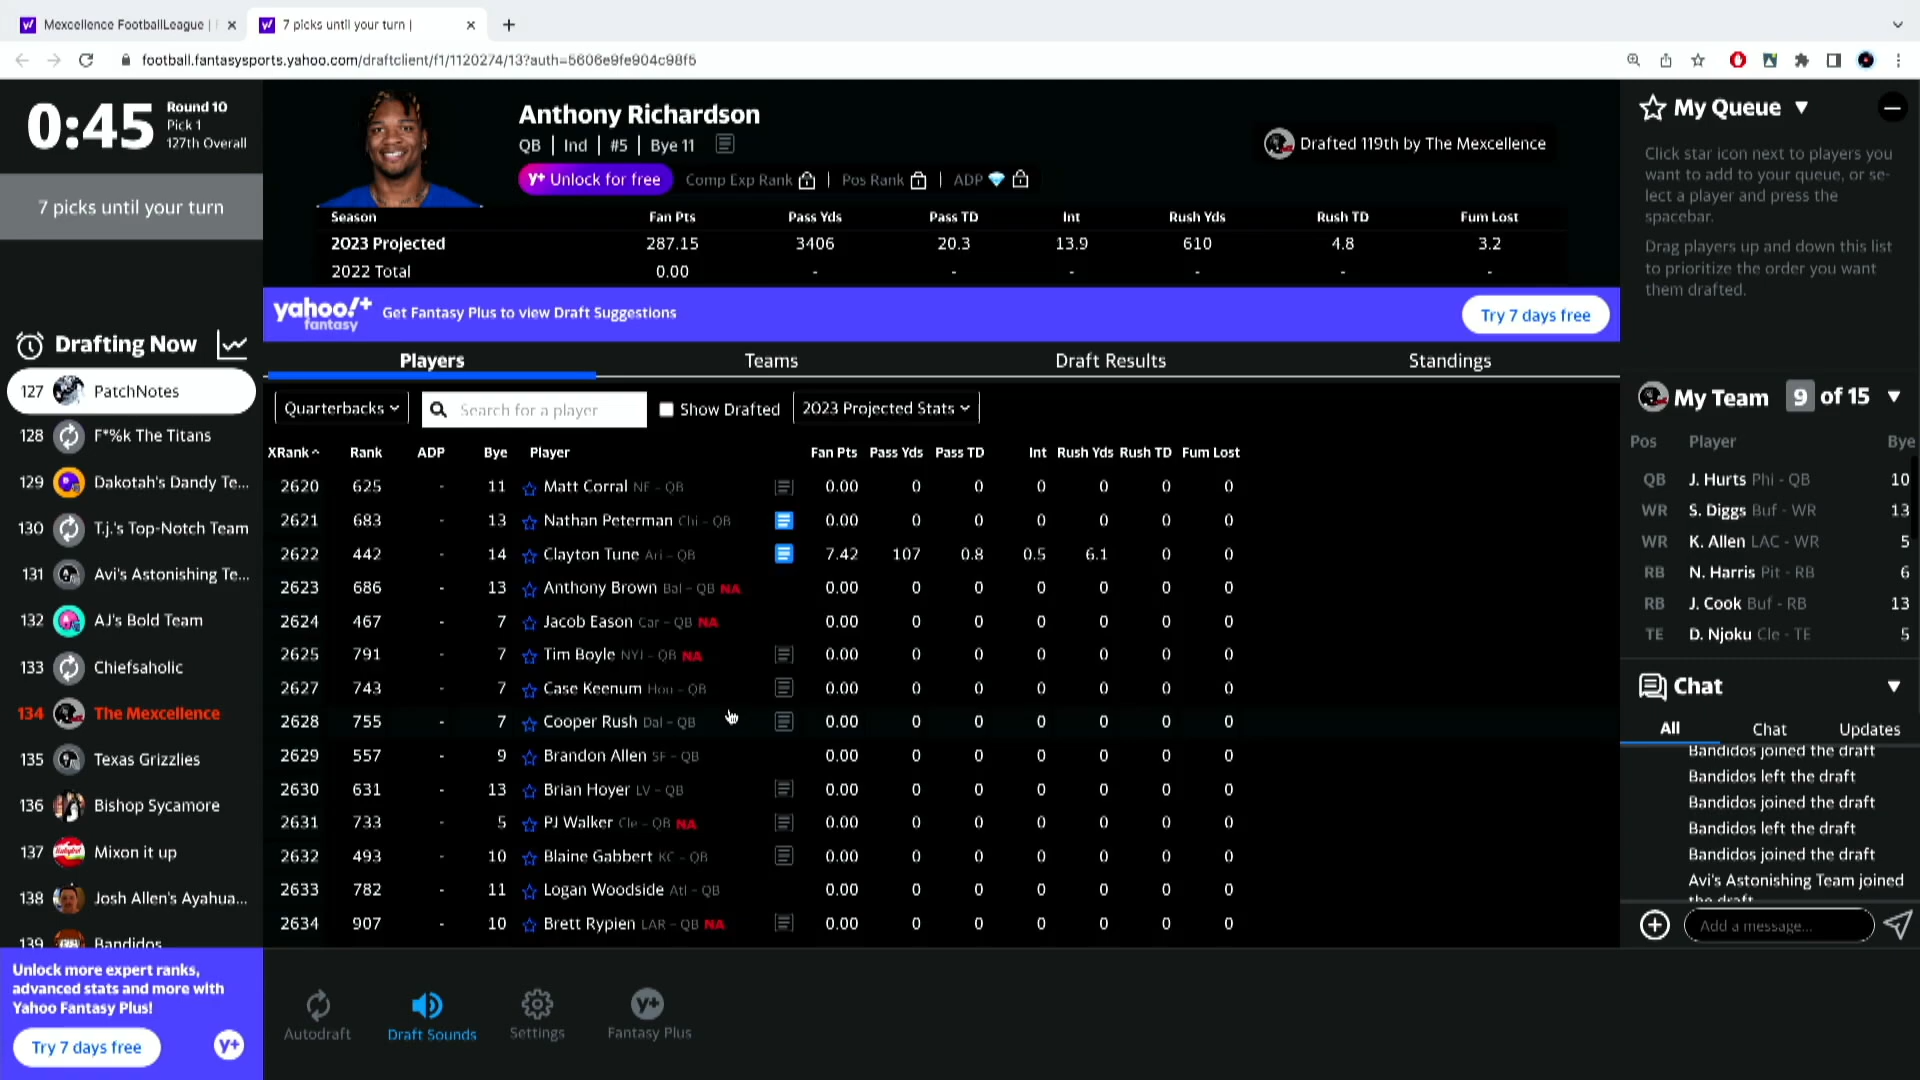 Mexcellence FootballLeague |
7 picks until your turn |
football.fantasysports.yahoo.com/draftclient/f1/1120274/13?auth=5606e9fe904c98f5
0:45
Round 10
Pick 1
127th Overall
7 picks until your turn
Drafting Now
127 PatchNotes
128 F*%k The Titans
129 Dakotah's Dandy Te...
130 T.j.'s Top-Notch Team
131 Avi's Astonishing Te...
132 AJ's Bold Team
133 Chiefsaholic
134 The Mexcellence
135 Texas Grizzlies
136 Bishop Sycamore
137 Mixon it up
138 Josh Allen's Ayahua...
139 Bandidos
Unlock more expert ranks,
advanced stats and more with
Yahoo Fantasy Plus!
Try 7 days free y+
Anthony Richardson
QB | Ind | #5 | Bye 11
Drafted 119th by The Mexcellence
y+ Unlock for free Comp Exp Rank | Pos Rank | ADP
Season Fan Pts Pass Yds Pass TD Int Rush Yds Rush TD Fum Lost
2023 Projected 287.15 3406 20.3 13.9 610 4.8 3.2
2022 Total 0.00 - - - - - -
yahoo!+ fantasy Get Fantasy Plus to view Draft Suggestions Try 7 days free
Players Teams Draft Results Standings
Quarterbacks Search for a player Show Drafted 2023 Projected Stats
XRank Rank ADP Bye Player Fan Pts Pass Yds Pass TD Int Rush Yds Rush TD Fum Lost
2620 625 - 11 Matt Corral NE - QB 0.00 0 0 0 0 0 0
2621 683 - 13 Nathan Peterman Chi - QB 0.00 0 0 0 0 0 0
2622 442 - 14 Clayton Tune Ari - QB 7.42 107 0.8 0.5 6.1 0 0
2623 686 - 13 Anthony Brown Bal - QB NA 0.00 0 0 0 0 0 0
2624 467 - 7 Jacob Eason Car - QB NA 0.00 0 0 0 0 0 0
2625 791 - 7 Tim Boyle NYJ - QB NA 0.00 0 0 0 0 0 0
2627 743 - 7 Case Keenum Hou - QB 0.00 0 0 0 0 0 0
2628 755 - 7 Cooper Rush Dal - QB 0.00 0 0 0 0 0 0
2629 557 - 9 Brandon Allen SF - QB 0.00 0 0 0 0 0 0
2630 631 - 13 Brian Hoyer LV - QB 0.00 0 0 0 0 0 0
2631 733 - 5 PJ Walker Cle - QB NA 0.00 0 0 0 0 0 0
2632 493 - 10 Blaine Gabbert KC - QB 0.00 0 0 0 0 0 0
2633 782 - 11 Logan Woodside Atl - QB 0.00 0 0 0 0 0 0
2634 907 - 10 Brett Rypien LAR - QB NA 0.00 0 0 0 0 0 0
Autodraft Draft Sounds Settings Fantasy Plus
My Queue
Click star icon next to players you
want to add to your queue, or se-
lect a player and press the
spacebar.
Drag players up and down this list
to prioritize the order you want
them drafted.
My Team 9 of 15
Pos Player Bye
QB J. Hurts Phi - QB 10
WR S. Diggs Buf - WR 13
WR K. Allen LAC - WR 5
RB N. Harris Pit - RB 6
RB J. Cook Buf - RB 13
TE D. Njoku Cle - TE 5
Chat
All Chat Updates
Bandidos joined the draft
Bandidos left the draft
Bandidos joined the draft
Bandidos left the draft
Bandidos joined the draft
Avi's Astonishing Team joined
the draft
Add a message...